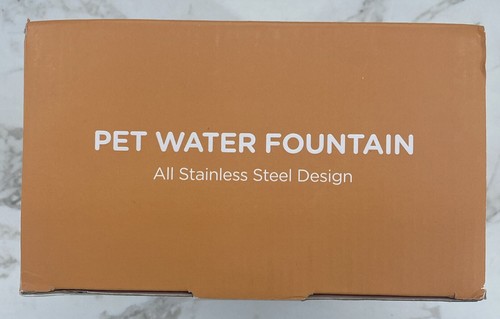 PET WATER FOUNTAIN
All Stainless Steel Design